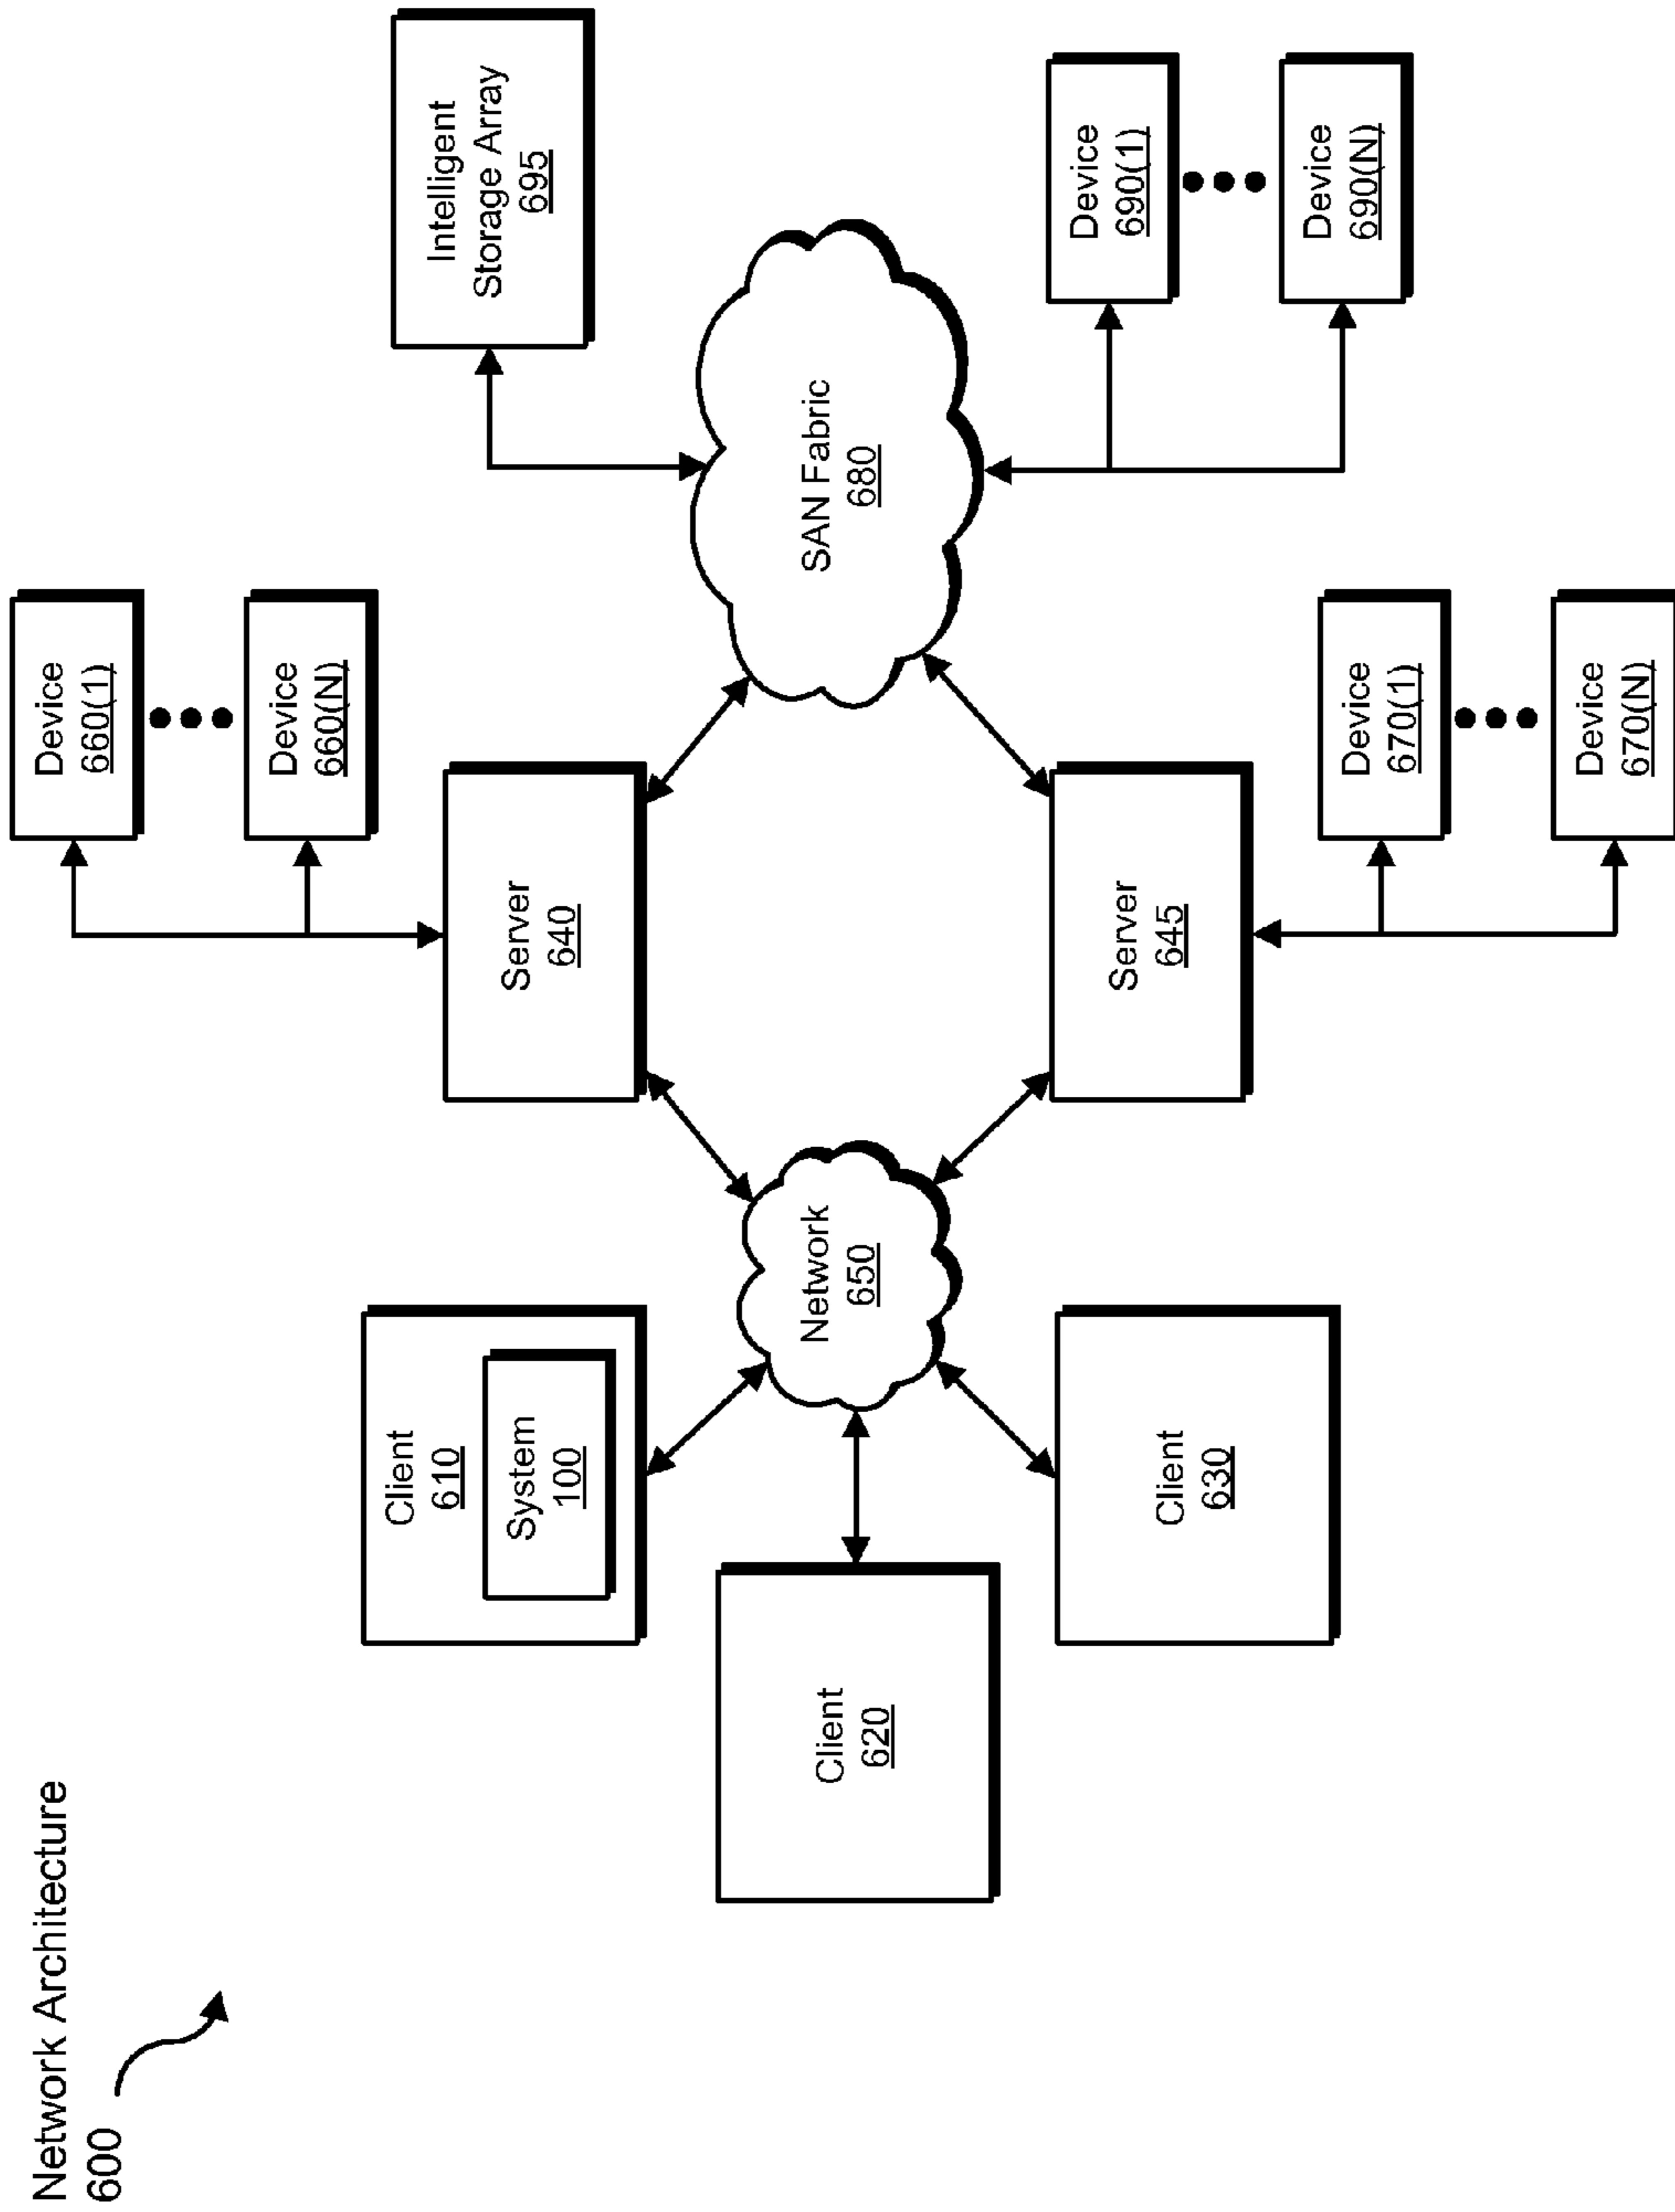 Network Architecture
600
Client
610
System
100
Client
620
Client
630
Network
650
Server
640
Server
645
Device
660(1)
Device
660(N)
Device
670(1)
Device
670(N)
SAN Fabric
680
Intelligent
Storage Array
695
Device
690(1)
Device
690(N)